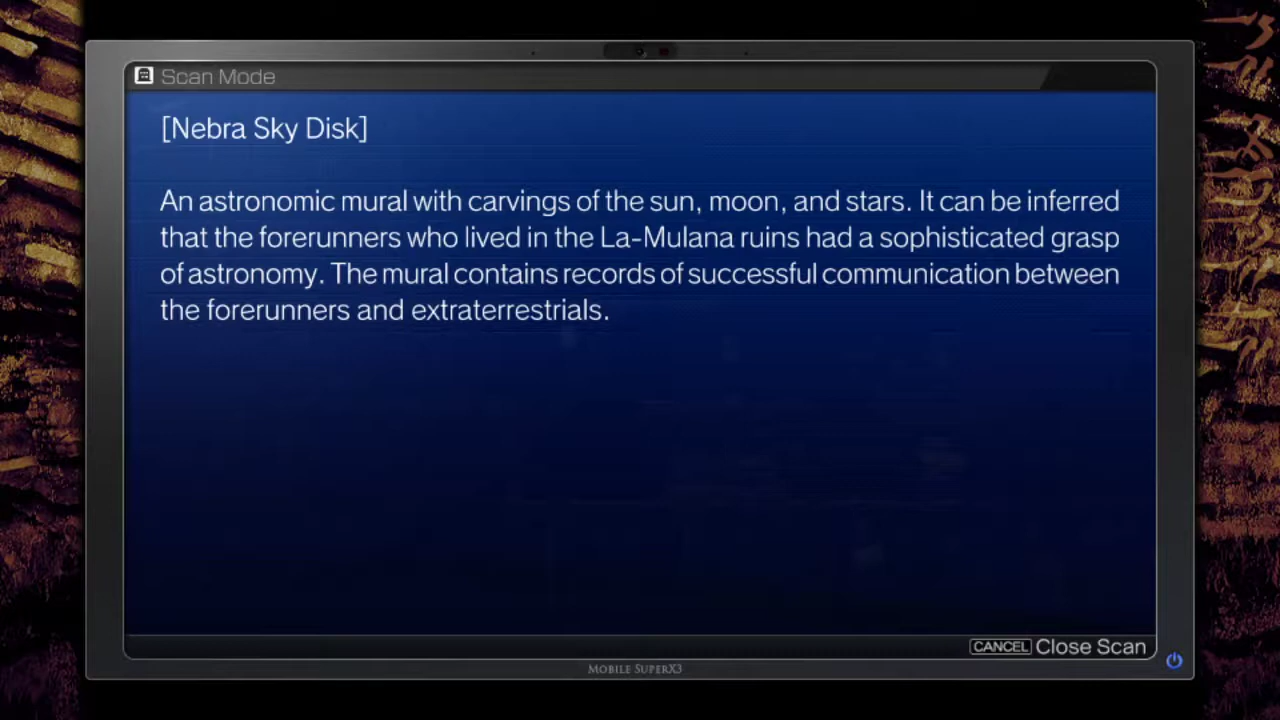 Scan Mode
[Nebra Sky Disk]
An astronomic mural with carvings of the sun, moon, and stars. It can be inferred
that the forerunners who lived in the La-Mulana ruins had a sophisticated grasp
of astronomy. The mural contains records of successful communication between
the forerunners and extraterrestrials.
CANCEL Close Scan
MOBILE SUPERX3